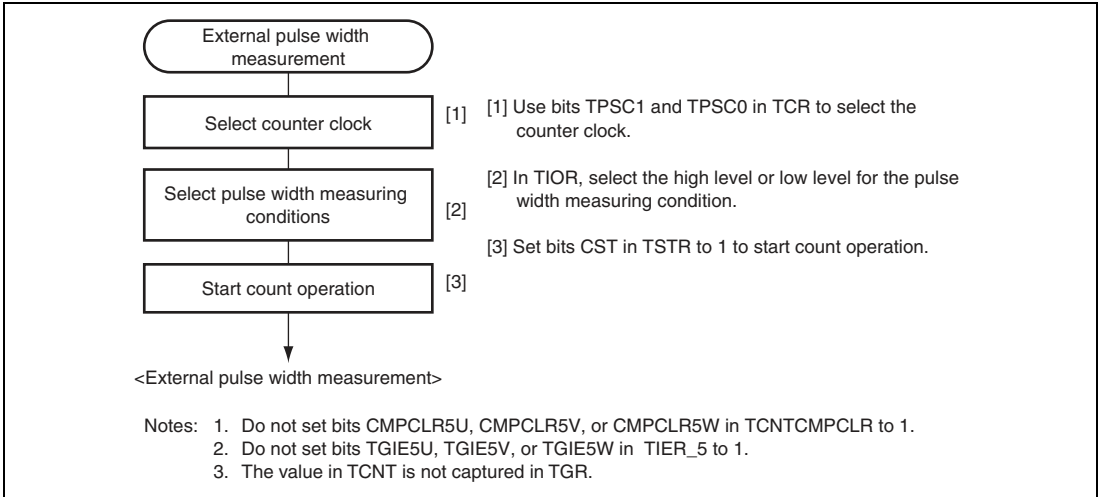 External pulse width
measurement
Select counter clock
[1]
[1] Use bits TPSC1 and TPSC0 in TCR to select the
counter clock.
Select pulse width measuring
conditions
[2]
[2] In TIOR, select the high level or low level for the pulse
width measuring condition.
Start count operation
[3]
[3] Set bits CST in TSTR to 1 to start count operation.
<External pulse width measurement>
Notes: 1. Do not set bits CMPCLR5U, CMPCLR5V, or CMPCLR5W in TCNTCMPCLR to 1.
2. Do not set bits TGIE5U, TGIE5V, or TGIE5W in TIER_5 to 1.
3. The value in TCNT is not captured in TGR.